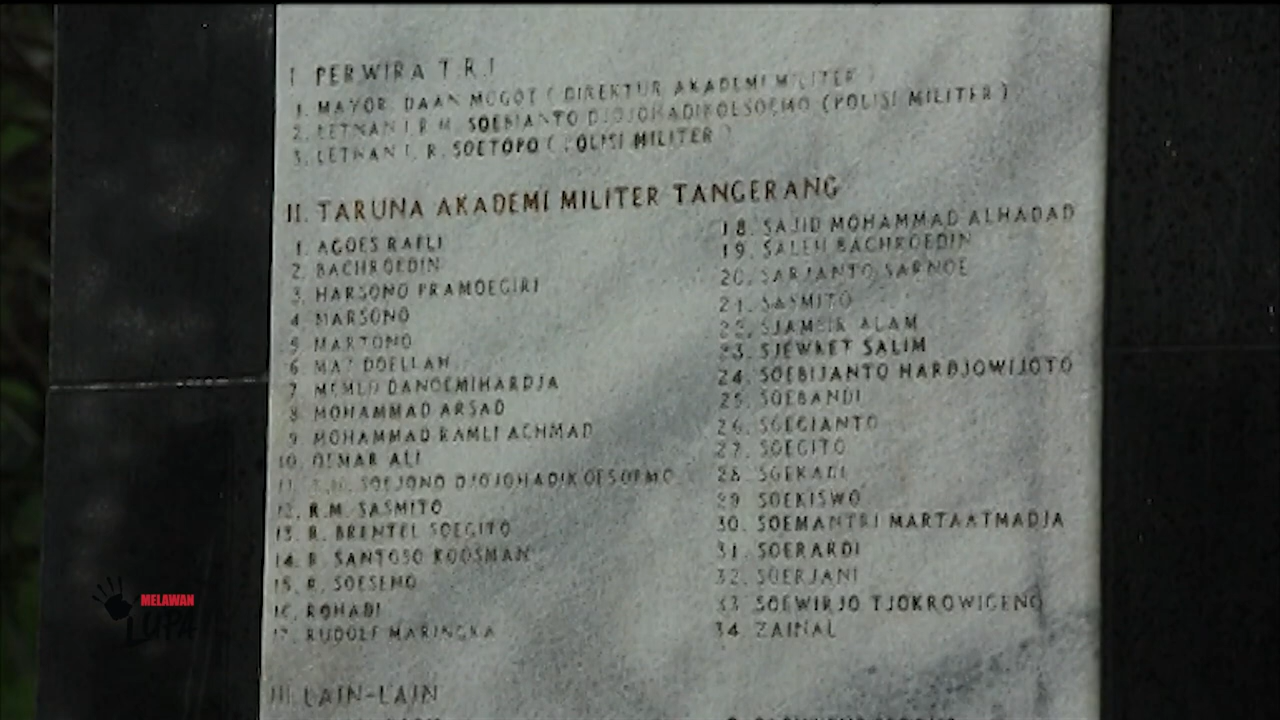 I. PERWIRA T.R.I
1. MAYOR. DAAN MOGOT ( DIREKTUR AKADEMI MILITER )
2. LETNAN I R.M. SOEBIANTO DJOJOHADIKOESOEMO (POLISI MILITER )
3. LETNAN I. R. SOETOPO ( POLISI MILITER )
II. TARUNA AKADEMI MILITER TANGERANG
1. AGOES RAFLI
2. BACHROEDIN
3. HARSONO PRAMOEGIRI
4 MARSONO
5 MARTONO
6 MAT DOELLAH
7 MEMED DANOEMIHARDJA
8 MOHAMMAD ARSAD
9 MOHAMMAD RAMLI ACHMAD
10. OEMAR ALI
11. R.M. SOEJONO DJOJOHADIKOESOEMO
12. R.M. SASMITO
13. R. BRENTEL SOEGITO
14. R. SANTOSO KOOSMAN
15. R. SOESENO
16. ROHADI
17. RUDOLF MARINGKA
18. SAJID MOHAMMAD ALHADAD
19. SALEH BACHROEDIN
20. SARJANTO SARNOE
21. SASMITO
22. SJAMSIR ALAM
23. SJEWKET SALIM
24. SOEBIJANTO HARDJOWIJOTO
25. SOEBANDI
26. SOEGIANTO
27. SOEGITO
28. SOEKADI
29. SOEKISWO
30. SOEMANTRI MARTAATMADJA
31. SOERARDI
32. SOERJANI
33. SOEWIRJO TJOKROWIGENO
34 ZAINAL
III. LAIN-LAIN
MELAWAN
LUPA